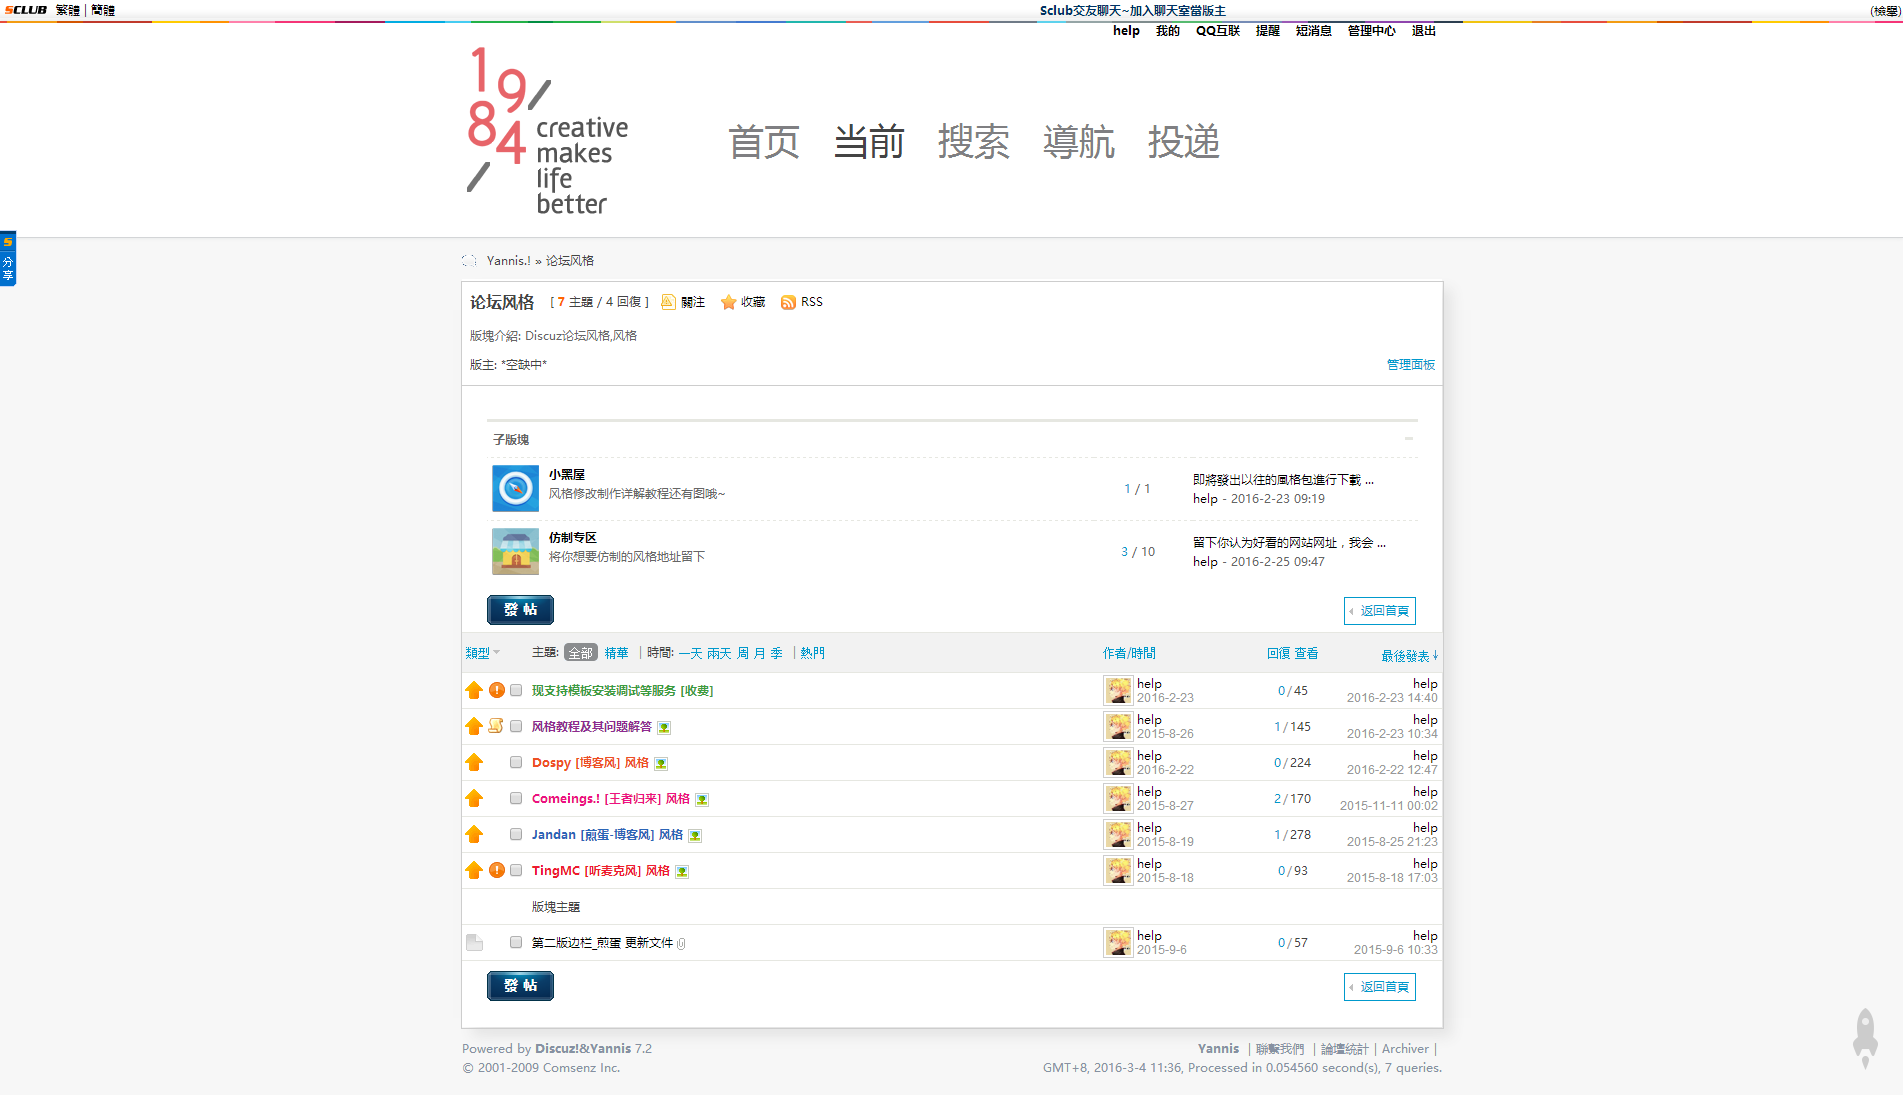 SCLUB 繁體 | 簡體
Sclub交友聊天~加入聊天室當版主
(檢舉)
help 我的 QQ互联 提醒 短消息 管理中心 退出
1984
creative
makes
life
better
首页 当前 搜索 導航 投递
S
分
享
Yannis.! » 论坛风格
论坛风格 [ 7 主題 / 4 回復 ] 關注 收藏 RSS
版塊介紹: Discuz论坛风格,风格
版主: *空缺中*
管理面板
子版塊
小黑屋
风格修改制作详解教程还有图哦~
1 / 1
即將發出以往的風格包進行下載 ...
help - 2016-2-23 09:19
仿制专区
将你想要仿制的风格地址留下
3 / 10
留下你认为好看的网站网址，我会 ...
help - 2016-2-25 09:47
發 帖
返回首頁
類型 主題: 全部 精華 | 時間: 一天 兩天 周 月 季 | 熱門 作者/時間 回復 查看 最後發表↓
现支持模板安装调试等服务 [收费] help 0 / 45 help
2016-2-23 2016-2-23 14:40
风格教程及其问题解答 help 1 / 145 help
2015-8-26 2016-2-23 10:34
Dospy [博客风] 风格 help 0 / 224 help
2016-2-22 2016-2-22 12:47
Comeings.! [王者归来] 风格 help 2 / 170 help
2015-8-27 2015-11-11 00:02
Jandan [煎蛋-博客风] 风格 help 1 / 278 help
2015-8-19 2015-8-25 21:23
TingMC [听麦克风] 风格 help 0 / 93 help
2015-8-18 2015-8-18 17:03
版塊主題
第二版边栏_煎蛋 更新文件 help 0 / 57 help
2015-9-6 2015-9-6 10:33
發 帖
返回首頁
Powered by Discuz!&Yannis 7.2
© 2001-2009 Comsenz Inc.
Yannis | 聯繫我們 | 論壇統計 | Archiver |
GMT+8, 2016-3-4 11:36, Processed in 0.054560 second(s), 7 queries.